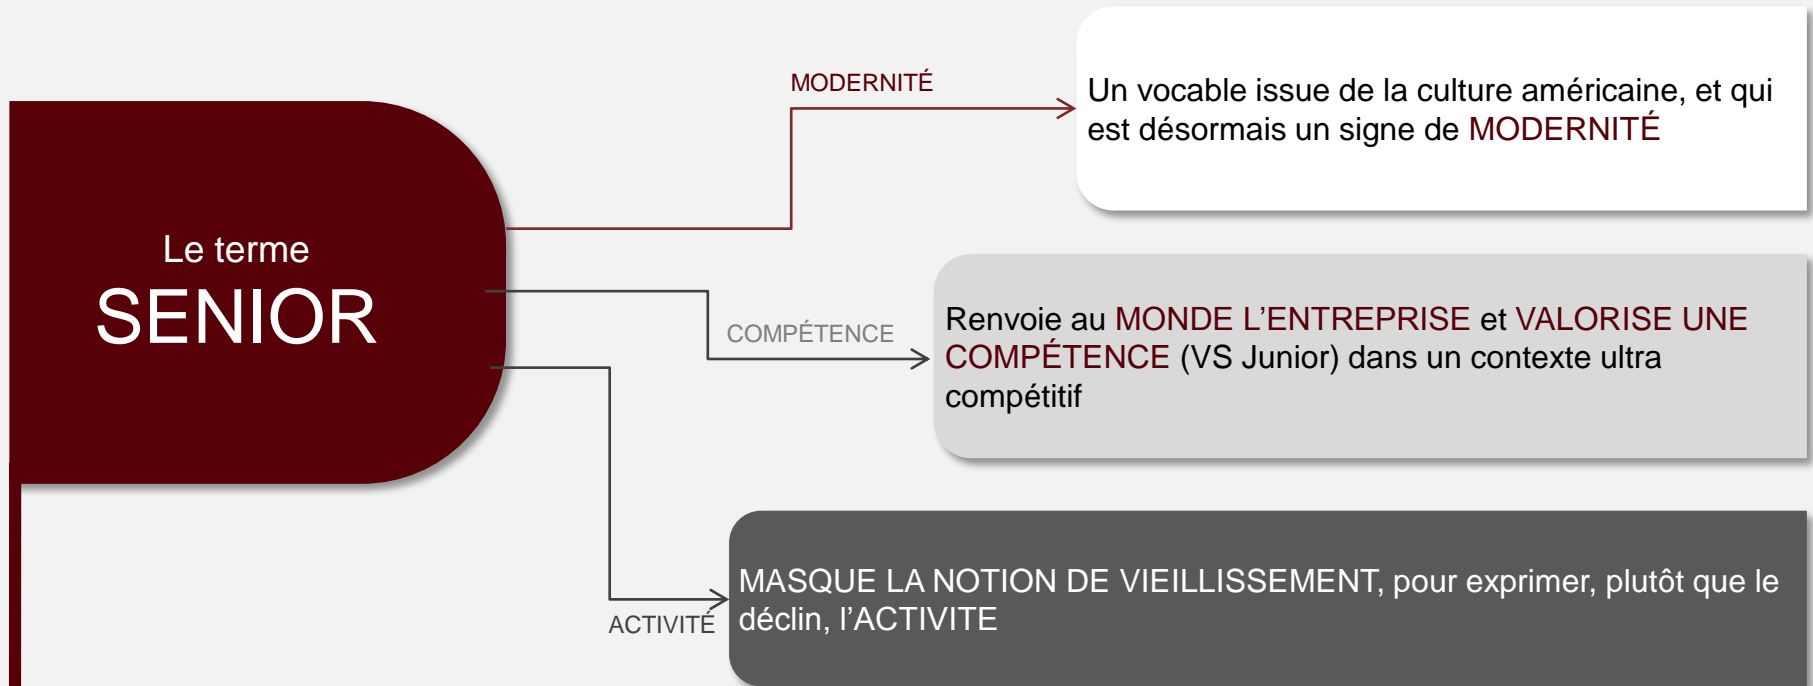 Le terme
SENIOR
MODERNITÉ
Un vocable issue de la culture américaine, et qui
est désormais un signe de MODERNITÉ
COMPÉTENCE
Renvoie au MONDE L’ENTREPRISE et VALORISE UNE
COMPÉTENCE (VS Junior) dans un contexte ultra
compétitif
ACTIVITÉ
MASQUE LA NOTION DE VIEILLISSEMENT, pour exprimer, plutôt que le
déclin, l’ACTIVITE